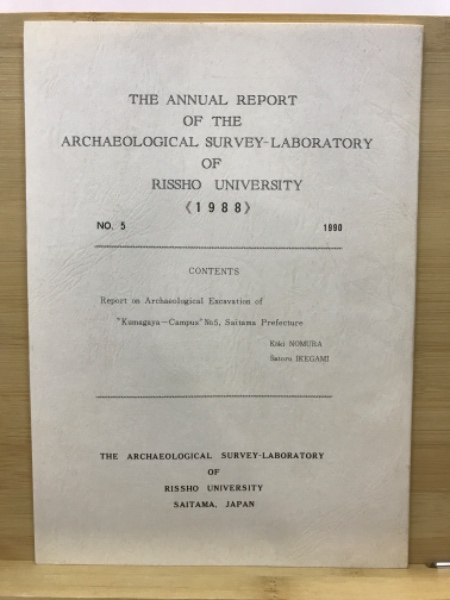 THE ANNUAL REPORT
OF THE
ARCHAEOLOGICAL SURVEY-LABORATORY
OF
RISSHO UNIVERSITY
《1988》
NO. 5 1990
CONTENTS
Report on Archaeological Excavation of
"Kumagaya-Campus" No5, Saitama Prefecture
Koki NOMURA
Satoru IKEGAMI
THE ARCHAEOLOGICAL SURVEY-LABORATORY
OF
RISSHO UNIVERSITY
SAITAMA, JAPAN